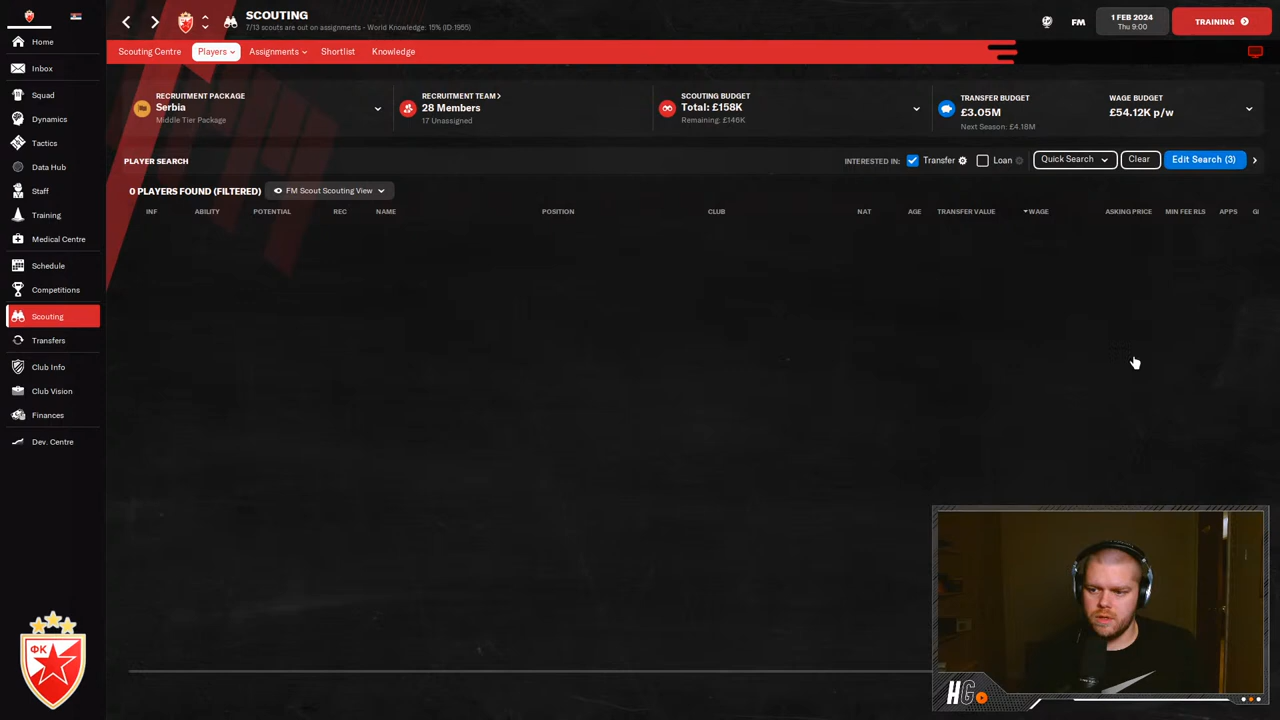 SCOUTING
7/13 scouts are out on assignments - World Knowledge: 15% (ID:1955)
FM
1 FEB 2024
Thu 9:00
TRAINING
Home
Inbox
Squad
Dynamics
Tactics
Data Hub
Staff
Training
Medical Centre
Schedule
Competitions
Scouting
Transfers
Club Info
Club Vision
Finances
Dev. Centre
Scouting Centre
Players
Assignments
Shortlist
Knowledge
RECRUITMENT PACKAGE
Serbia
Middle Tier Package
RECRUITMENT TEAM
28 Members
17 Unassigned
SCOUTING BUDGET
Total: £158K
Remaining: £146K
TRANSFER BUDGET
£3.05M
Next Season: £4.18M
WAGE BUDGET
£54.12K p/w
PLAYER SEARCH
INTERESTED IN: Transfer Loan Quick Search Clear Edit Search (3)
0 PLAYERS FOUND (FILTERED) FM Scout Scouting View
INF ABILITY POTENTIAL REC NAME POSITION CLUB NAT AGE TRANSFER VALUE WAGE ASKING PRICE MIN FEE RLS APPS
ФК
HG